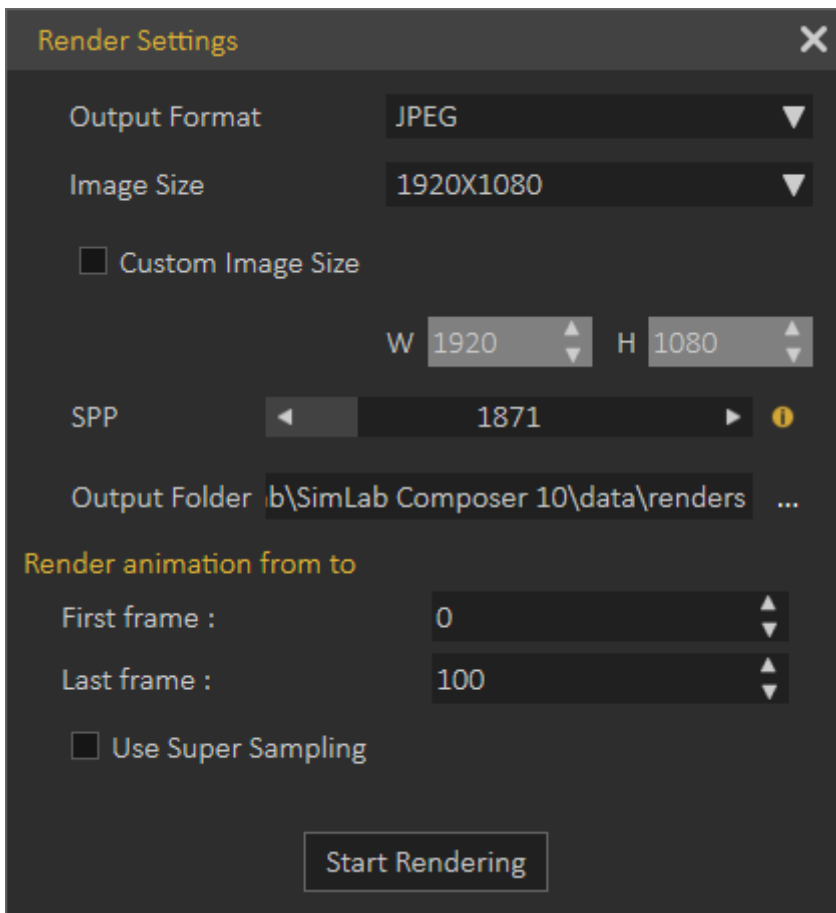 Render Settings
Output Format JPEG
Image Size 1920X1080
Custom Image Size
W 1920 H 1080
SPP 1871
Output Folder b\SimLab Composer 10\data\renders ...
Render animation from to
First frame : 0
Last frame : 100
Use Super Sampling
Start Rendering